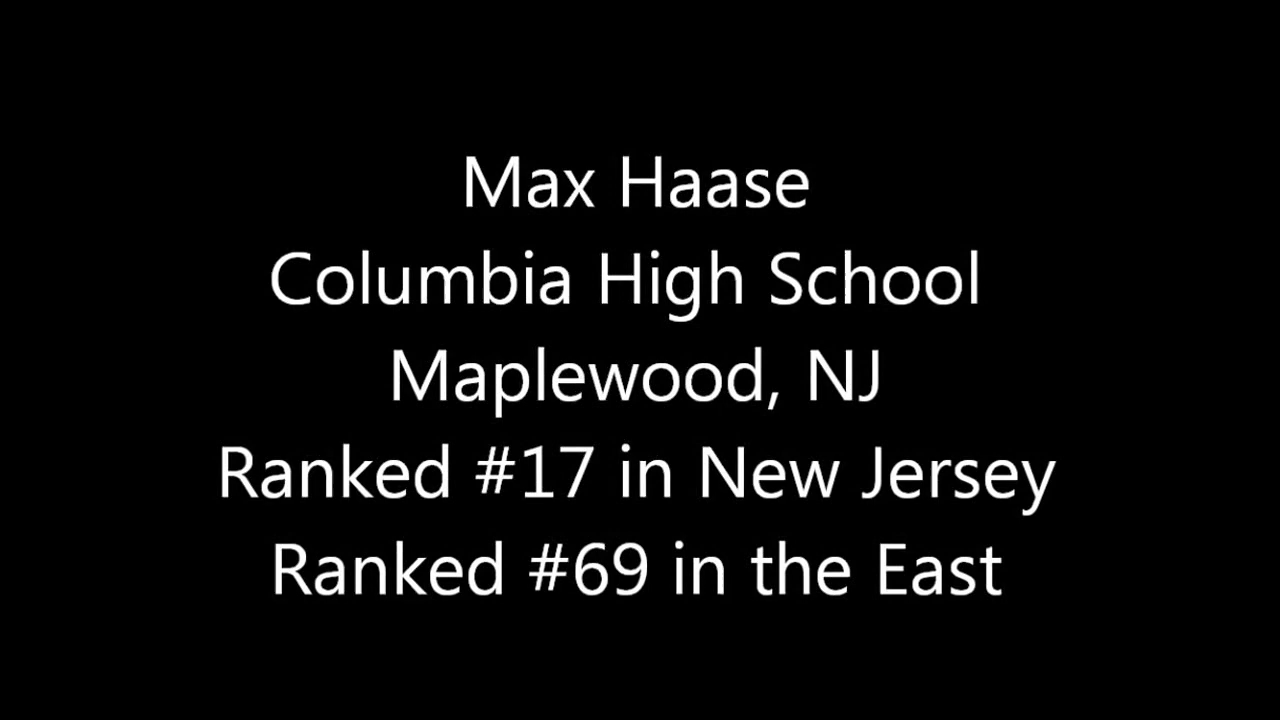 Max Haase
Columbia High School
Maplewood, NJ
Ranked #17 in New Jersey
Ranked #69 in the East